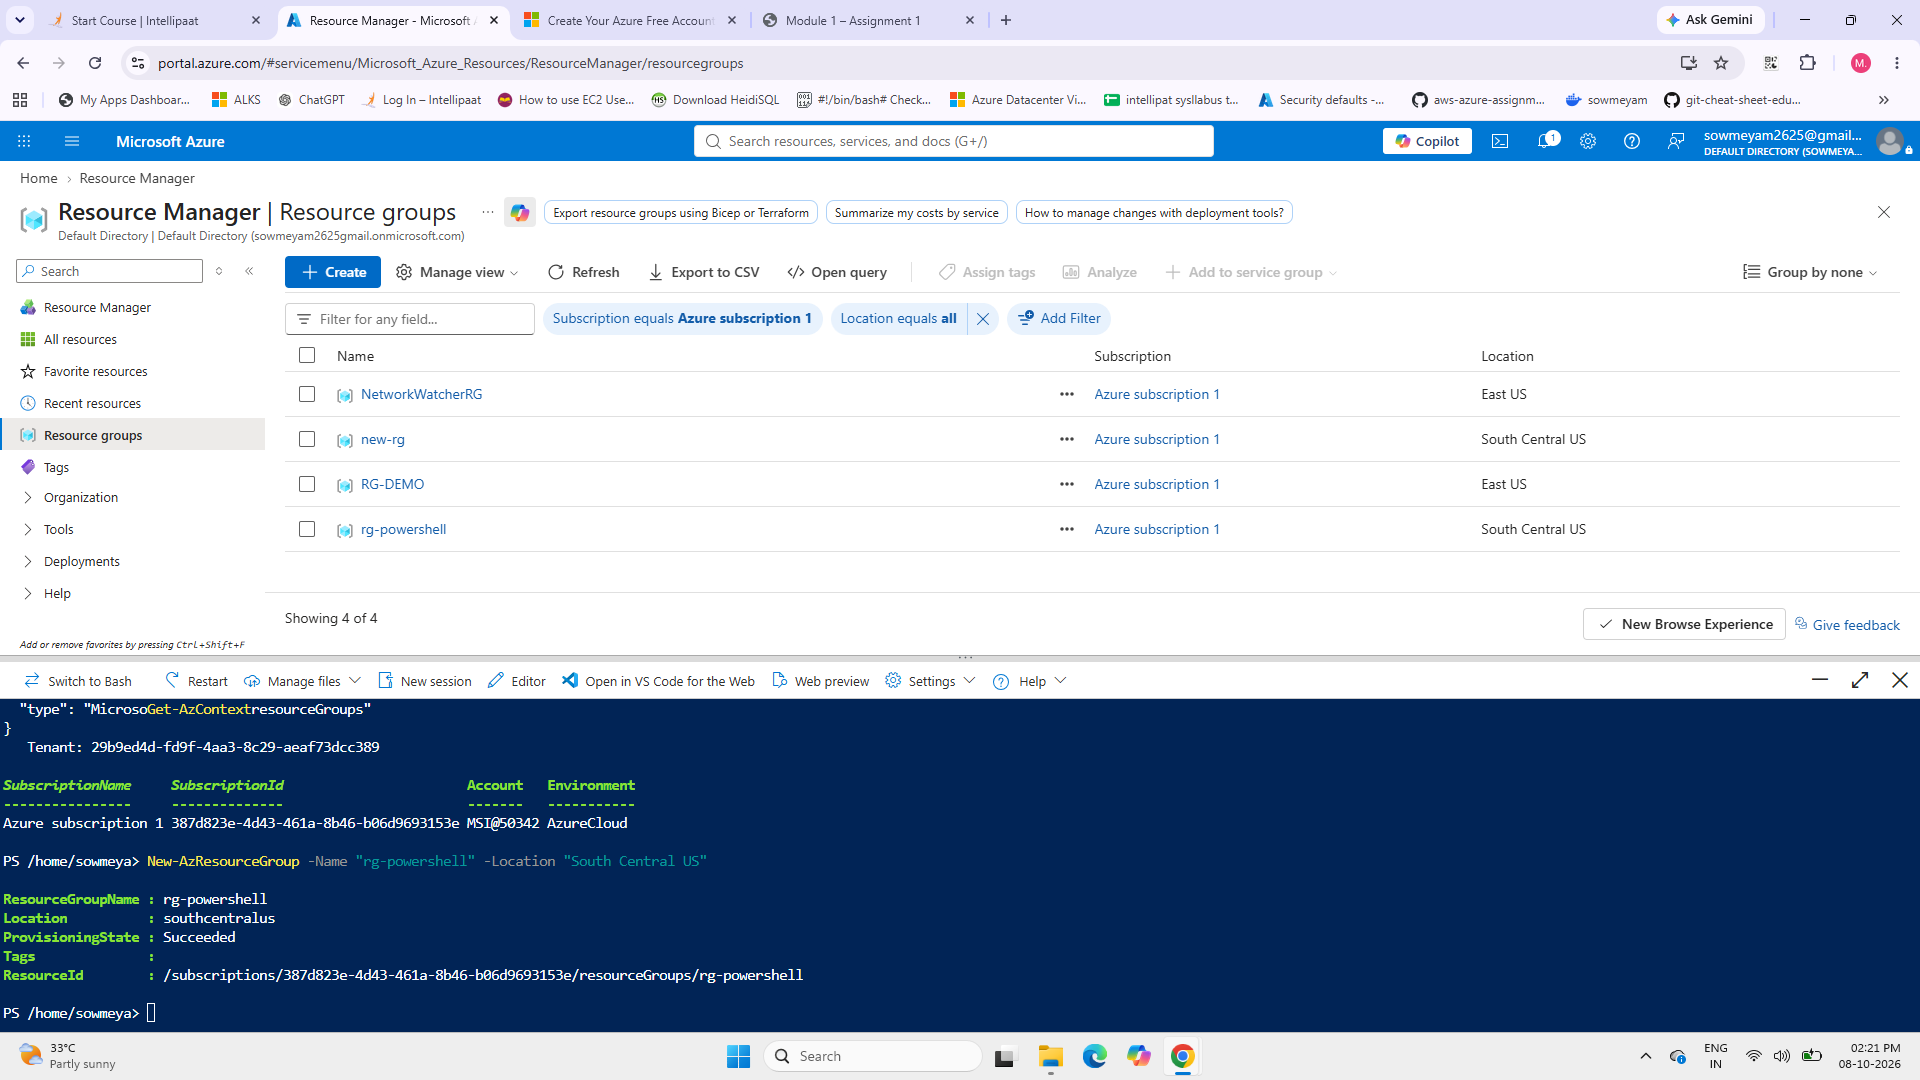 Start Course | Intellipaat
Resource Manager - Microsoft A
Create Your Azure Free Account
Module 1 – Assignment 1
Ask Gemini
portal.azure.com/#servicemenu/Microsoft_Azure_Resources/ResourceManager/resourcegroups
M.
My Apps Dashboar...
ALKS
ChatGPT
Log In – Intellipaat
How to use EC2 Use...
Download HeidiSQL
#!/bin/bash# Check...
Azure Datacenter Vi...
intellipat sysllabus t...
Security defaults -...
aws-azure-assignm...
sowmeyam
git-cheat-sheet-edu...
Microsoft Azure
Search resources, services, and docs (G+/)
Copilot
1
sowmeyam2625@gmail...
DEFAULT DIRECTORY (SOWMEYA...
Home > Resource Manager
Resource Manager | Resource groups
Default Directory | Default Directory (sowmeyam2625gmail.onmicrosoft.com)
Export resource groups using Bicep or Terraform
Summarize my costs by service
How to manage changes with deployment tools?
Search
Create
Manage view
Refresh
Export to CSV
Open query
Assign tags
Analyze
Add to service group
Group by none
Resource Manager
All resources
Favorite resources
Recent resources
Resource groups
Tags
Organization
Tools
Deployments
Help
Add or remove favorites by pressing Ctrl+Shift+F
Filter for any field...
Subscription equals Azure subscription 1
Location equals all
Add Filter
Name Subscription Location
NetworkWatcherRG Azure subscription 1 East US
new-rg Azure subscription 1 South Central US
RG-DEMO Azure subscription 1 East US
rg-powershell Azure subscription 1 South Central US
Showing 4 of 4
New Browse Experience
Give feedback
Switch to Bash
Restart
Manage files
New session
Editor
Open in VS Code for the Web
Web preview
Settings
Help
"type": "MicrosoGet-AzContextresourceGroups"
}
Tenant: 29b9ed4d-fd9f-4aa3-8c29-aeaf73dcc389
SubscriptionName SubscriptionId Account Environment
---------------- -------------- ------- -----------
Azure subscription 1 387d823e-4d43-461a-8b46-b06d9693153e MSI@50342 AzureCloud
PS /home/sowmeya> New-AzResourceGroup -Name "rg-powershell" -Location "South Central US"
ResourceGroupName : rg-powershell
Location : southcentralus
ProvisioningState : Succeeded
Tags :
ResourceId : /subscriptions/387d823e-4d43-461a-8b46-b06d9693153e/resourceGroups/rg-powershell
PS /home/sowmeya>
33°C
Partly sunny
Search
ENG
IN
02:21 PM
08-10-2026